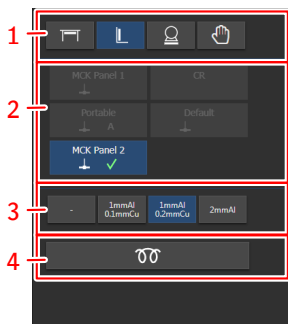 1
2
MCK Panel 1
CR
Portable
A
Default
MCK Panel 2
3
-
1mmAl
0.1mmCu
1mmAl
0.2mmCu
2mmAl
4